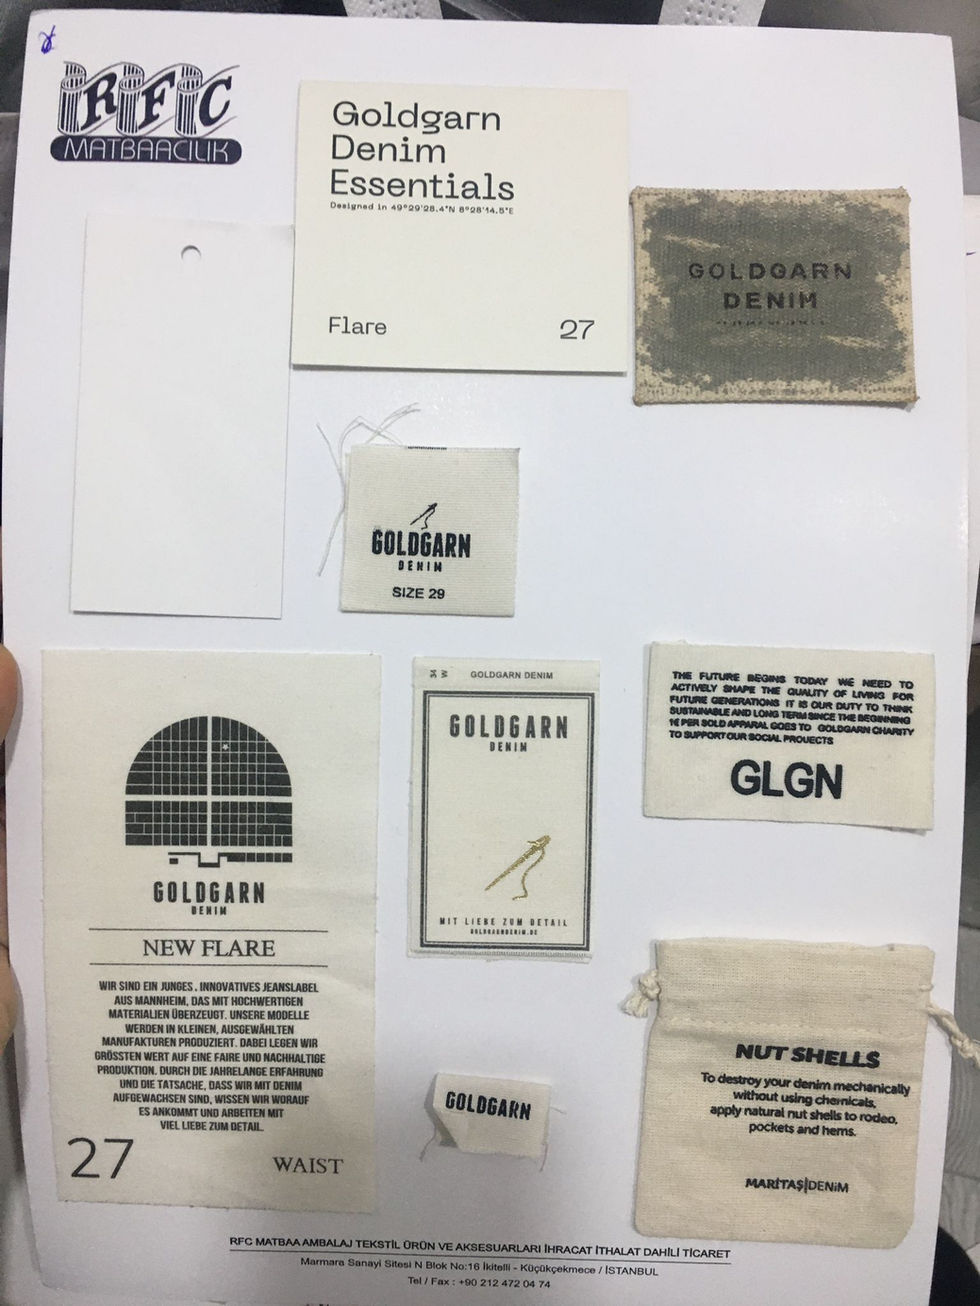 RFC
MATBAACILIK
Goldgarn
Denim
Essentials
Designed in 49°29'28.4"N 8°28'14.5"E
Flare
27
GOLDGARN
DENIM
GOLDGARN
DENIM
SIZE 29
GOLDGARN
DENIM
NEW FLARE
WIR SIND EIN JUNGES, INNOVATIVES JEANSLABEL
AUS MANNHEIM, DAS MIT HOCHWERTIGEN
MATERIALIEN ÜBERZEUGT. UNSERE MODELLE
WERDEN IN KLEINEN, AUSGEWÄHLTEN
MANUFAKTUREN PRODUZIERT. DABEI LEGEN WIR
GRÖSSTEN WERT AUF EINE FAIRE UND NACHHALTIGE
PRODUKTION. DURCH DIE JAHRELANGE ERFAHRUNG
UND DIE TATSACHE, DASS WIR MIT DENIM
AUFGEWACHSEN SIND, WISSEN WIR WORAUF
ES ANKOMMT UND ARBEITEN MIT
VIEL LIEBE ZUM DETAIL.
27
WAIST
34 W
GOLDGARN DENIM
GOLDGARN
DENIM
MIT LIEBE ZUM DETAIL
GOLDGARNDENIM.DE
THE FUTURE BEGINS TODAY WE NEED TO
ACTIVELY SHAPE THE QUALITY OF LIVING FOR
FUTURE GENERATIONS IT IS OUR DUTY TO THINK
SUSTAINABLE AND LONG TERM SINCE THE BEGINNING
1€ PER SOLD APPARAL GOES TO GOLDGARN CHARITY
TO SUPPORT OUR SOCIAL PROUECTS
GLGN
GOLDGARN
NUT SHELLS
To destroy your denim mechanically
without using chemicals,
apply natural nut shells to rodeo,
pockets and hems.
MARİTAŞ|DENiM
RFC MATBAA AMBALAJ TEKSTİL ÜRÜN VE AKSESUARLARI İHRACAT İTHALAT DAHİLİ TİCARET
Marmara Sanayi Sitesi N Blok No:16 İkitelli - Küçükçekmece / İSTANBUL
Tel / Fax : +90 212 472 04 74